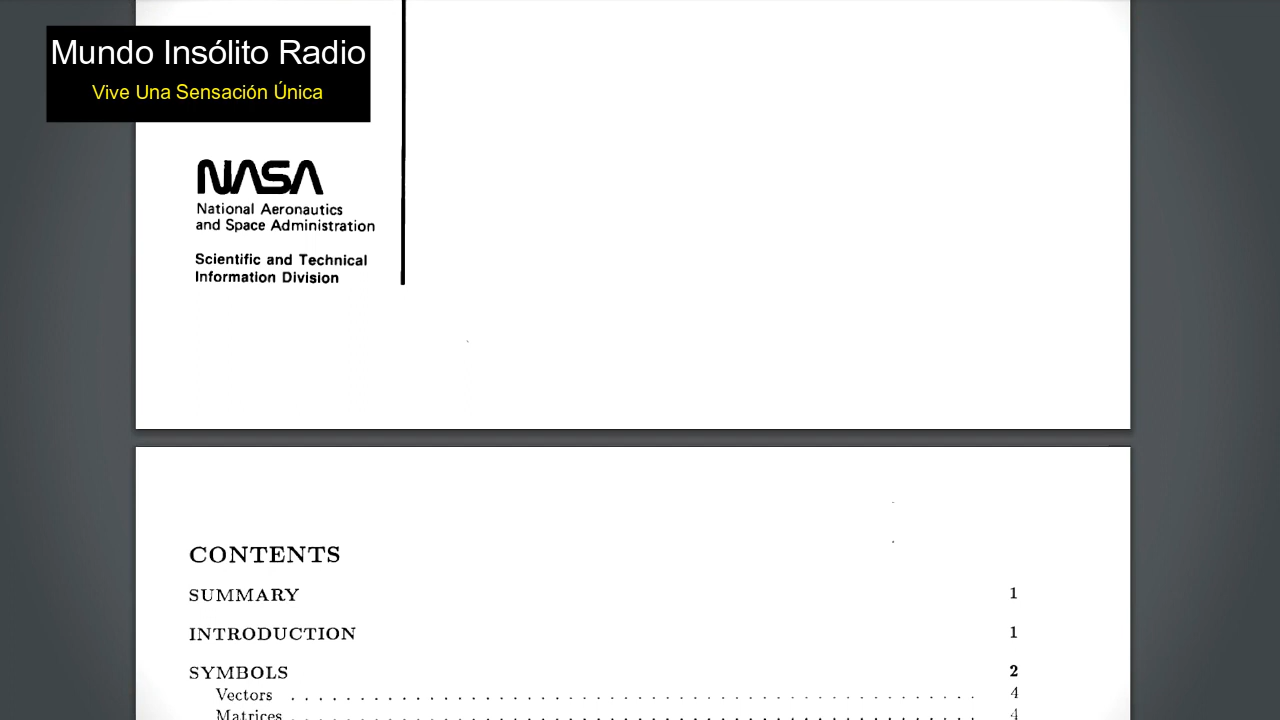 Mundo Insólito Radio
Vive Una Sensación Única
NASA
National Aeronautics
and Space Administration
Scientific and Technical
Information Division
CONTENTS
SUMMARY 1
INTRODUCTION 1
SYMBOLS 2
Vectors . . . . . . . . . . . . . . . . . . . . . . . . . . . . . . . . . . . . . . . . . . . . . . . . . . 4
Matrices . . . . . . . . . . . . . . . . . . . . . . . . . . . . . . . . . . . . . . . . . . . . . . . . . . 4